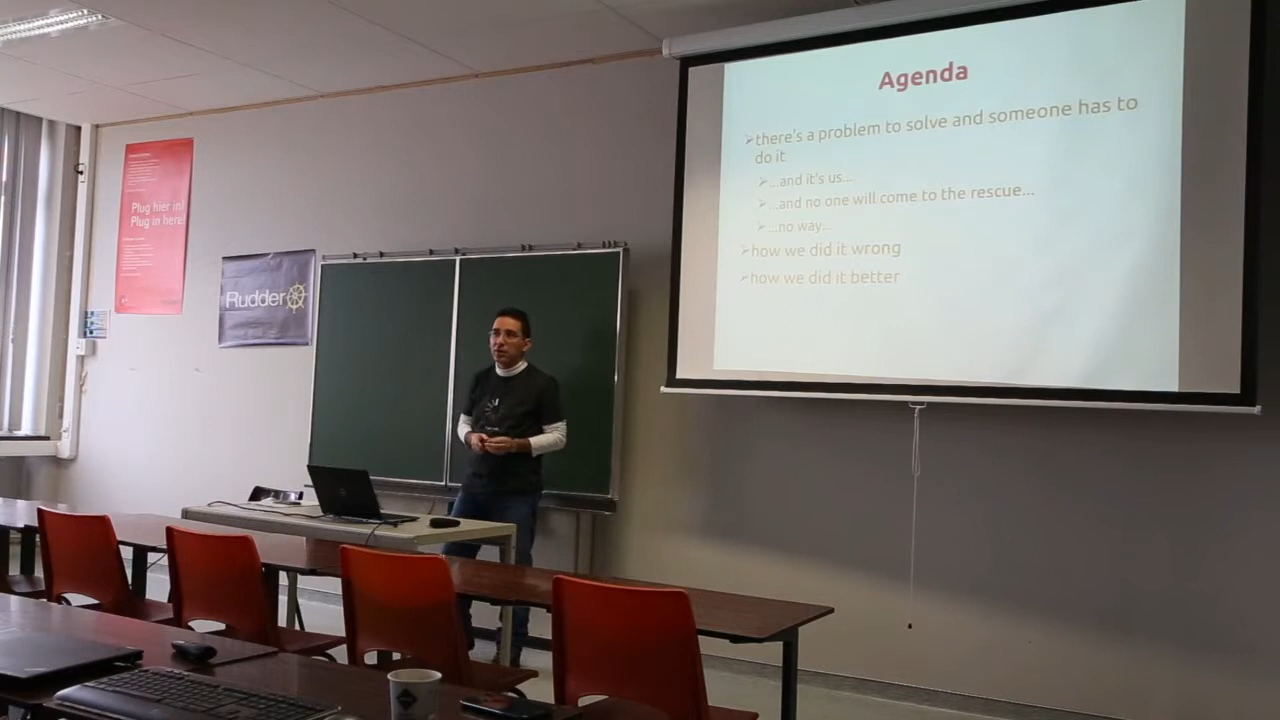 Agenda
➢there's a problem to solve and someone has to
do it
➢...and it's us...
➢...and no one will come to the rescue...
➢...no way...
➢how we did it wrong
➢how we did it better
Plug hier in!
Plug in here!
Rudder